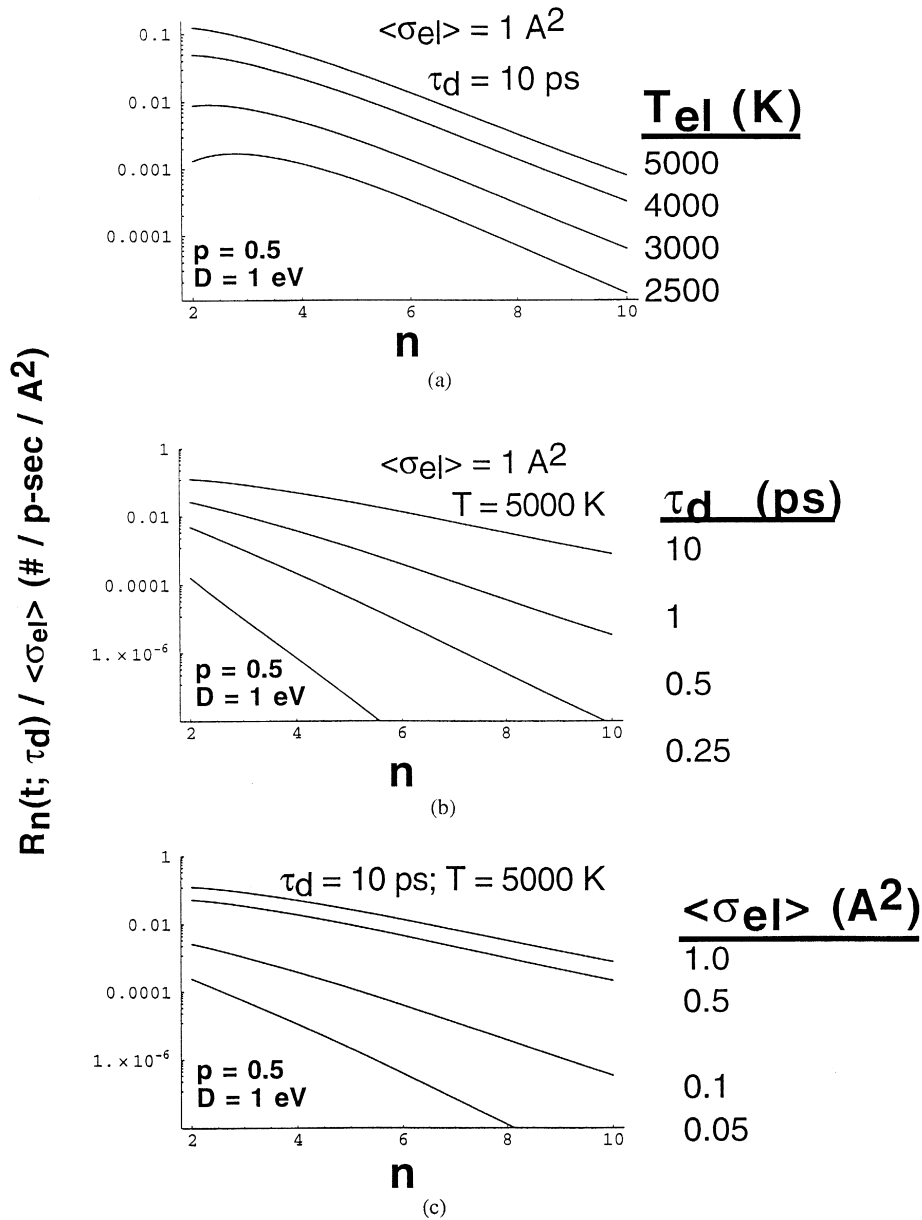 Rn(t; τd) / <σel> (# / p-sec / A²)
<σel> = 1 A²
τd = 10 ps
0.1
0.01
0.001
0.0001
p = 0.5
D = 1 eV
2 4 6 8 10
n
(a)
Tel (K)
5000
4000
3000
2500
<σel> = 1 A²
T = 5000 K
1
0.01
0.0001
1. × 10⁻⁶
p = 0.5
D = 1 eV
2 4 6 8 10
n
(b)
τd (ps)
10
1
0.5
0.25
τd = 10 ps; T = 5000 K
1
0.01
0.0001
1. × 10⁻⁶
p = 0.5
D = 1 eV
2 4 6 8 10
n
(c)
<σel> (A²)
1.0
0.5
0.1
0.05